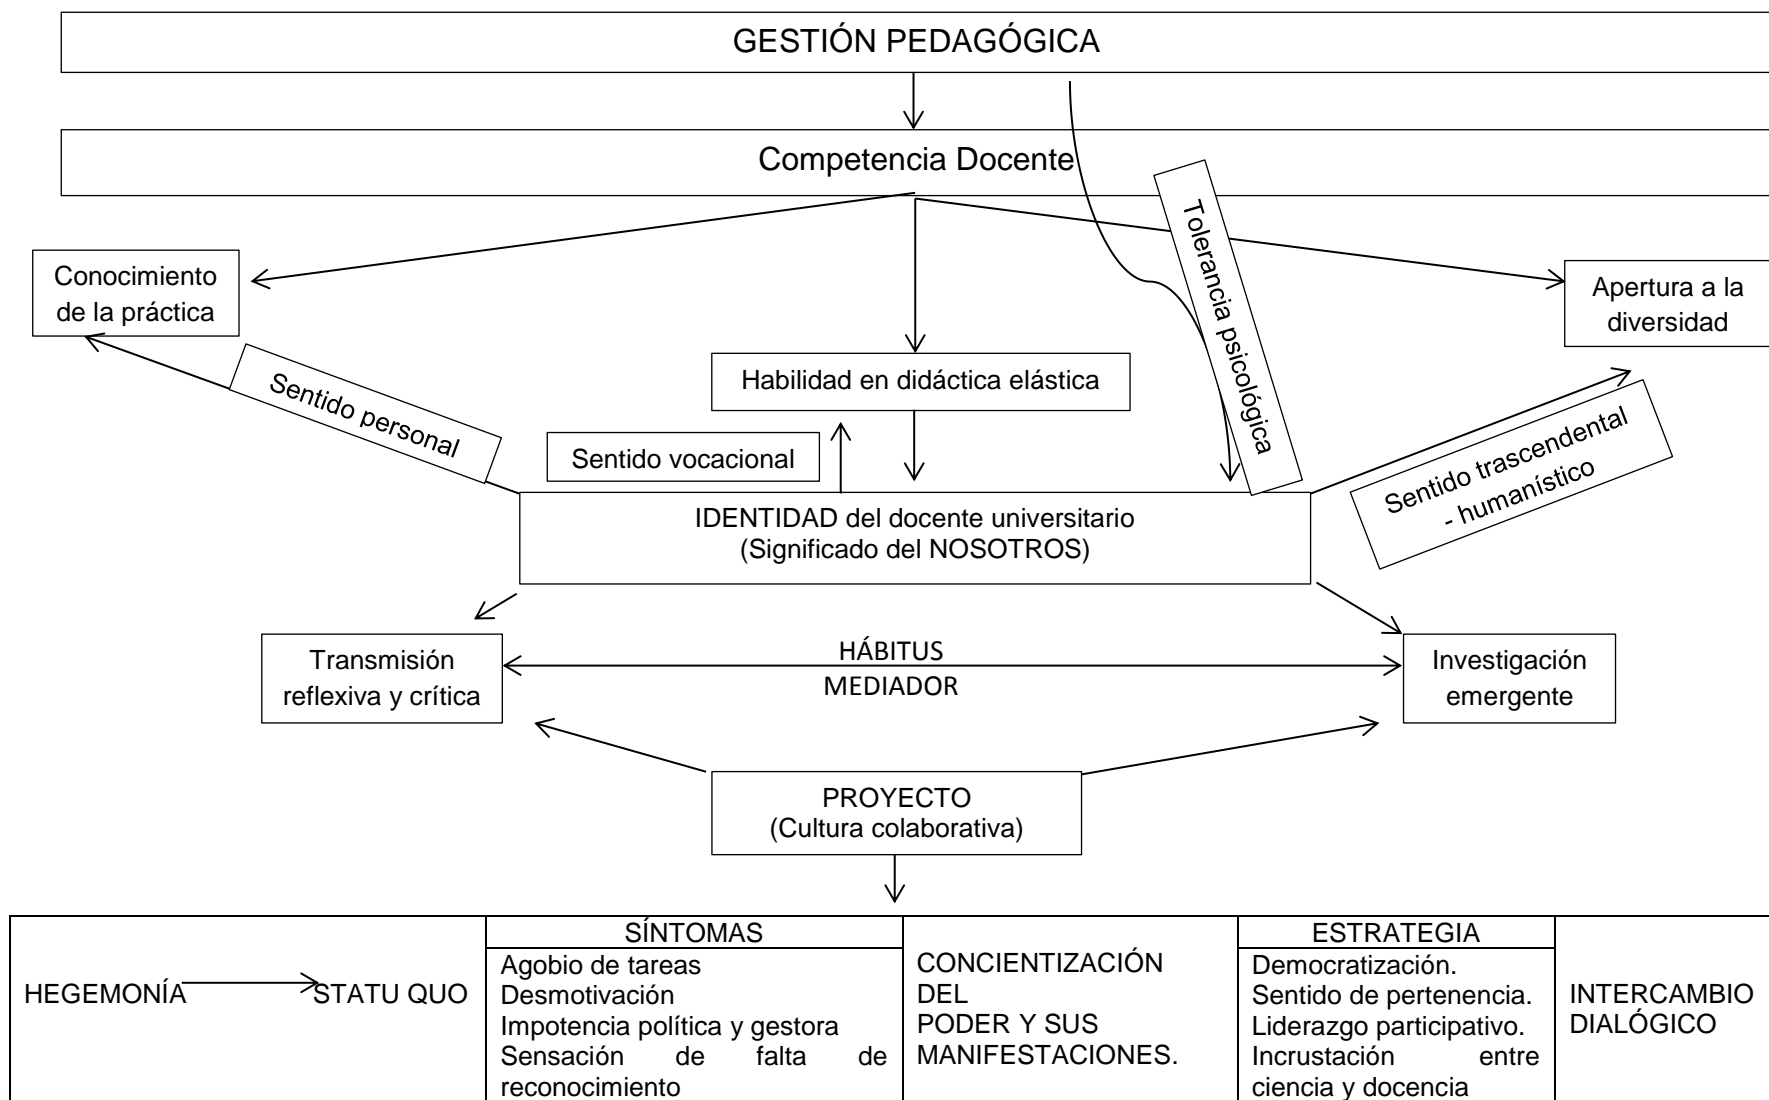 GESTIÓN PEDAGÓGICA
Competencia Docente
Tolerancia psicológica
Conocimiento
de la práctica
Apertura a la
diversidad
Habilidad en didáctica elástica
Sentido personal
Sentido vocacional
Sentido trascendental
- humanístico
IDENTIDAD del docente universitario
(Significado del NOSOTROS)
Transmisión
reflexiva y crítica
HÁBITUS
MEDIADOR
Investigación
emergente
PROYECTO
(Cultura colaborativa)
HEGEMONÍA
STATU QUO
SÍNTOMAS
Agobio de tareas
Desmotivación
Impotencia política y gestora
Sensación de falta de
reconocimiento
CONCIENTIZACIÓN
DEL
PODER Y SUS
MANIFESTACIONES.
ESTRATEGIA
Democratización.
Sentido de pertenencia.
Liderazgo participativo.
Incrustación entre
ciencia y docencia
INTERCAMBIO
DIALÓGICO